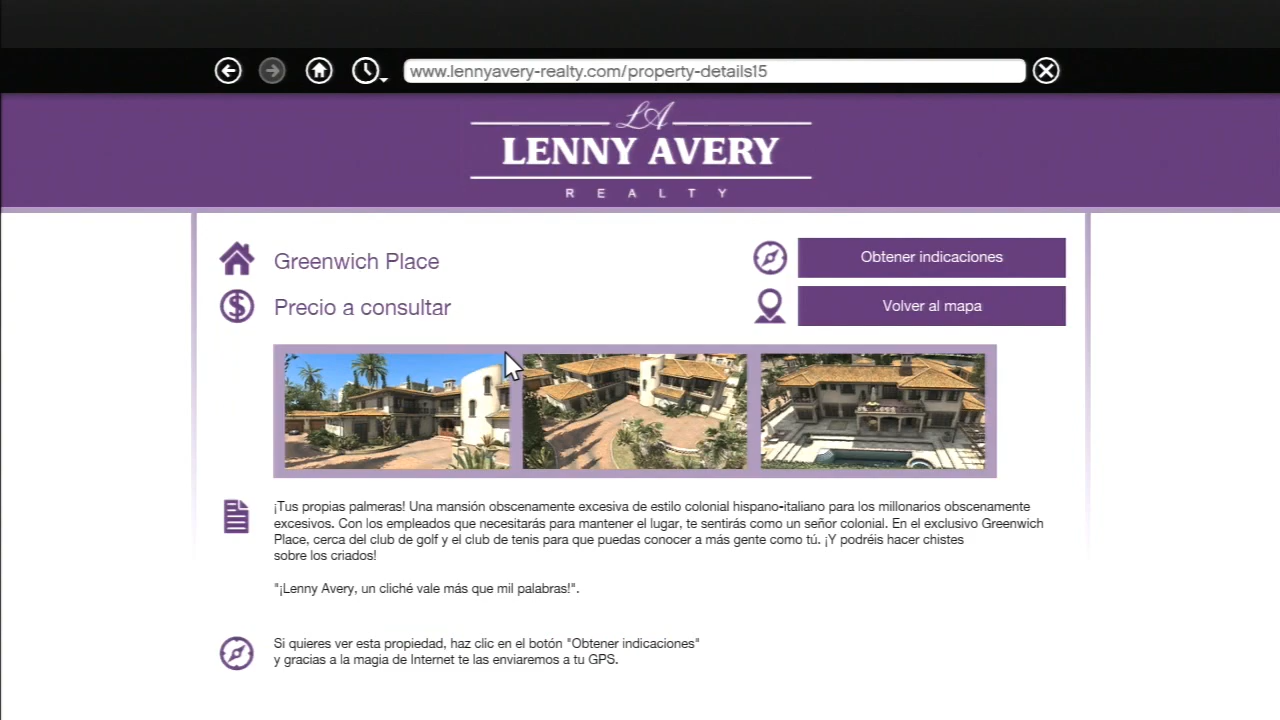 www.lennyavery-realty.com/property-details15
LA
LENNY AVERY
REALTY
Greenwich Place
Obtener indicaciones
Precio a consultar
Volver al mapa
¡Tus propias palmeras! Una mansión obscenamente excesiva de estilo colonial hispano-italiano para los millonarios obscenamente
excesivos. Con los empleados que necesitarás para mantener el lugar, te sentirás como un señor colonial. En el exclusivo Greenwich
Place, cerca del club de golf y el club de tenis para que puedas conocer a más gente como tú. ¡Y podréis hacer chistes
sobre los criados!
"¡Lenny Avery, un cliché vale más que mil palabras!".
Si quieres ver esta propiedad, haz clic en el botón "Obtener indicaciones"
y gracias a la magia de Internet te las enviaremos a tu GPS.